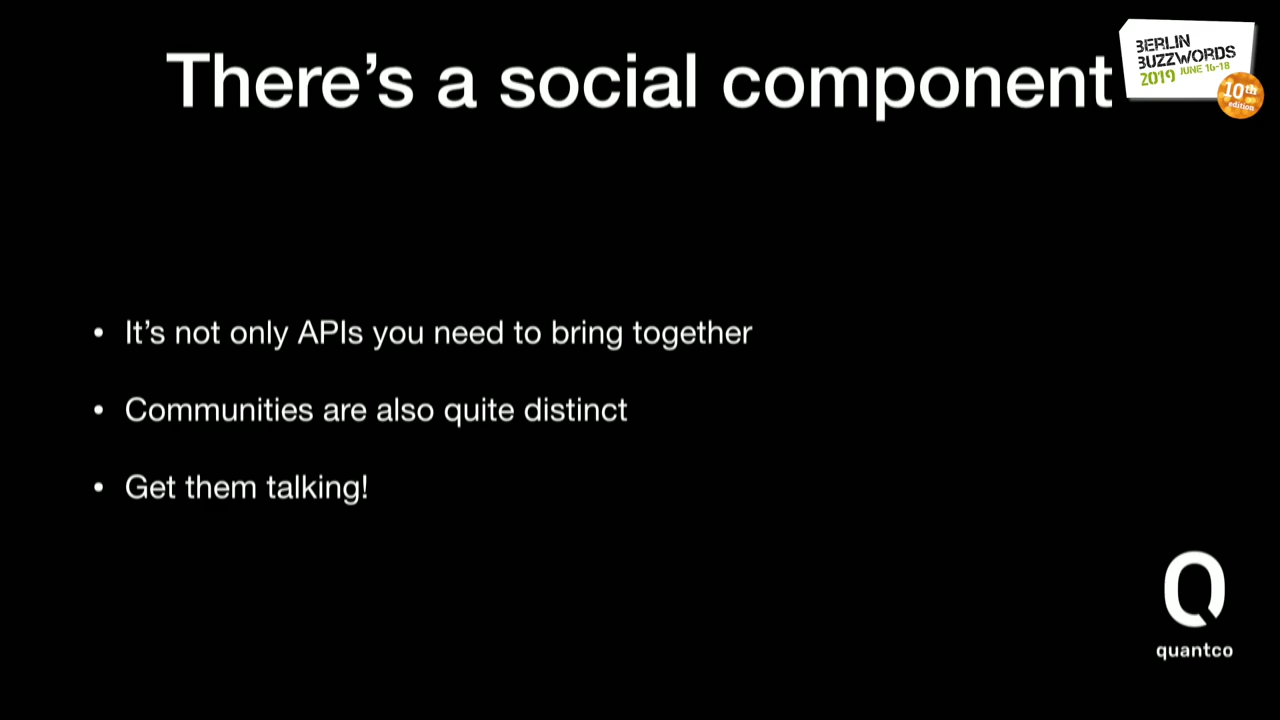 There's a social component
BERLIN
BUZZWORDS
2019 JUNE 16-18
10th
edition
• It's not only APIs you need to bring together
• Communities are also quite distinct
• Get them talking!
Q
quantco